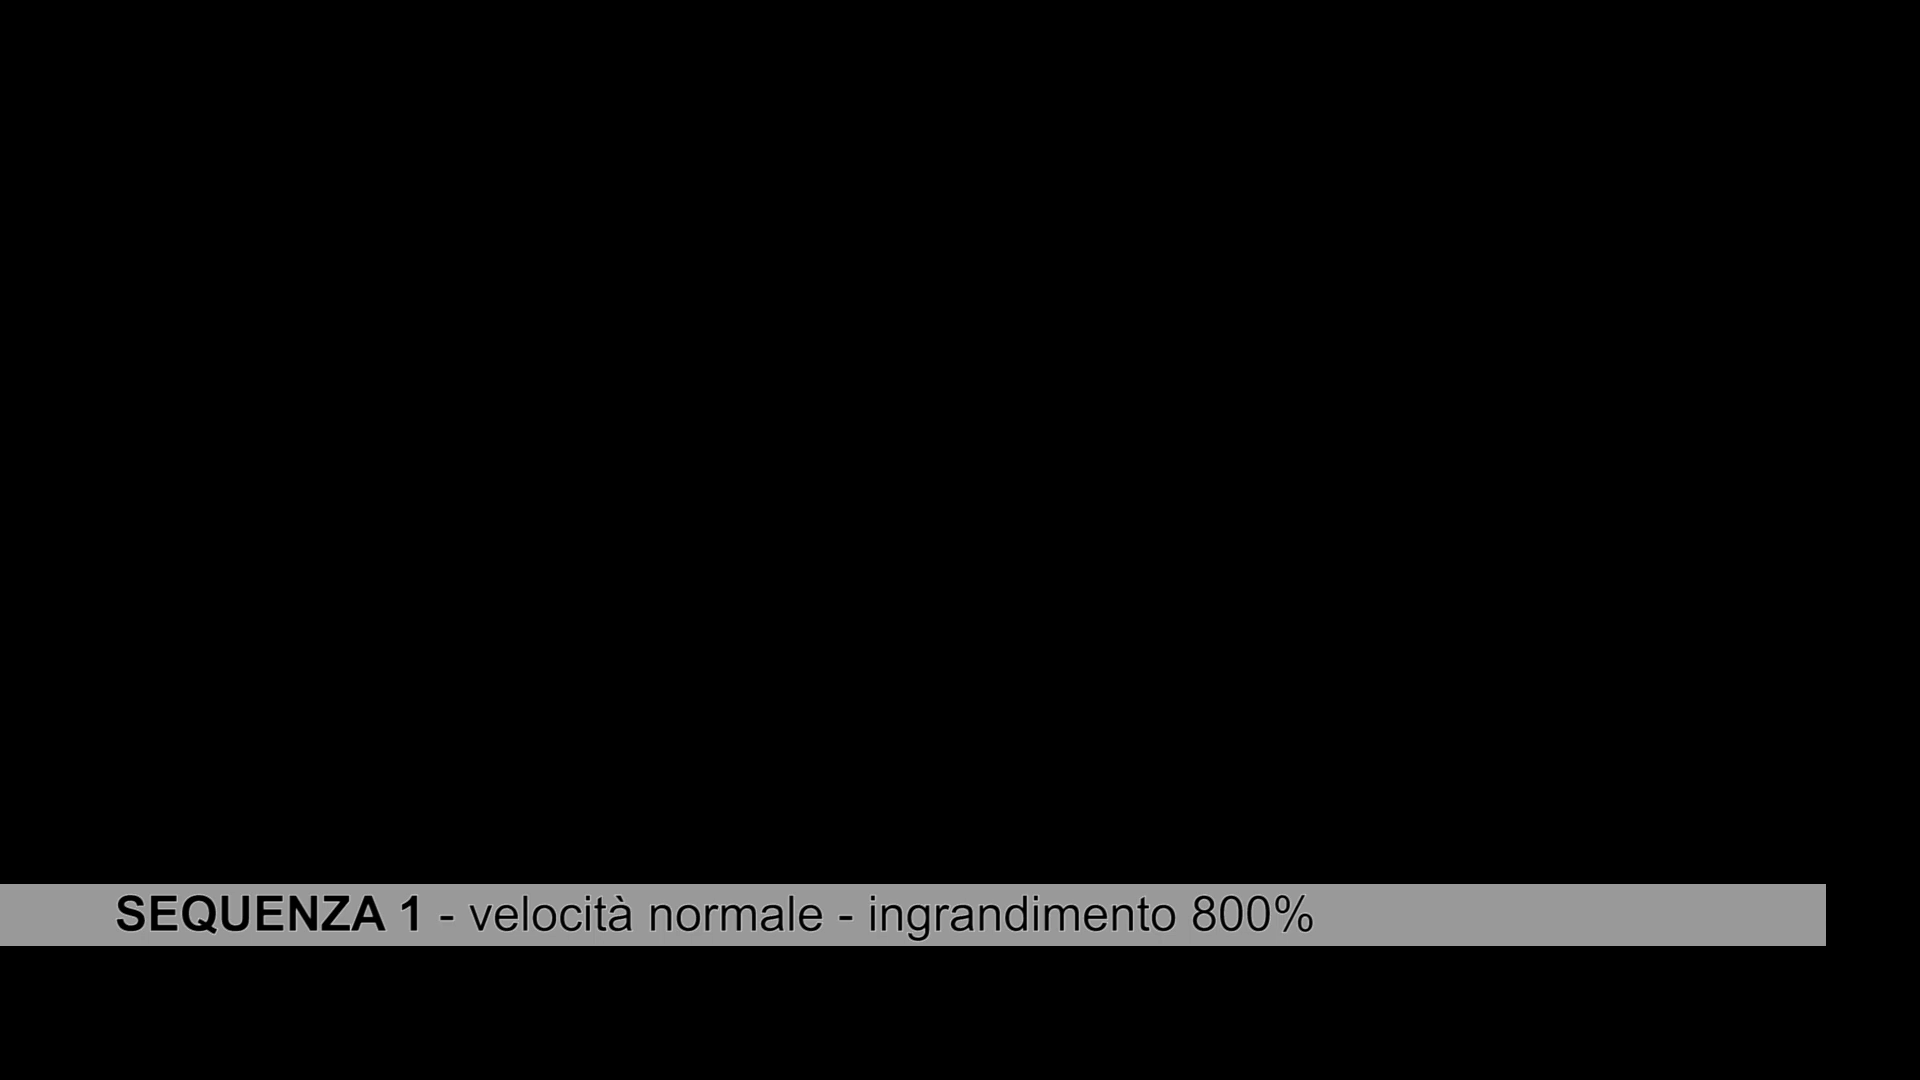 SEQUENZA 1 - velocità normale - ingrandimento 800%